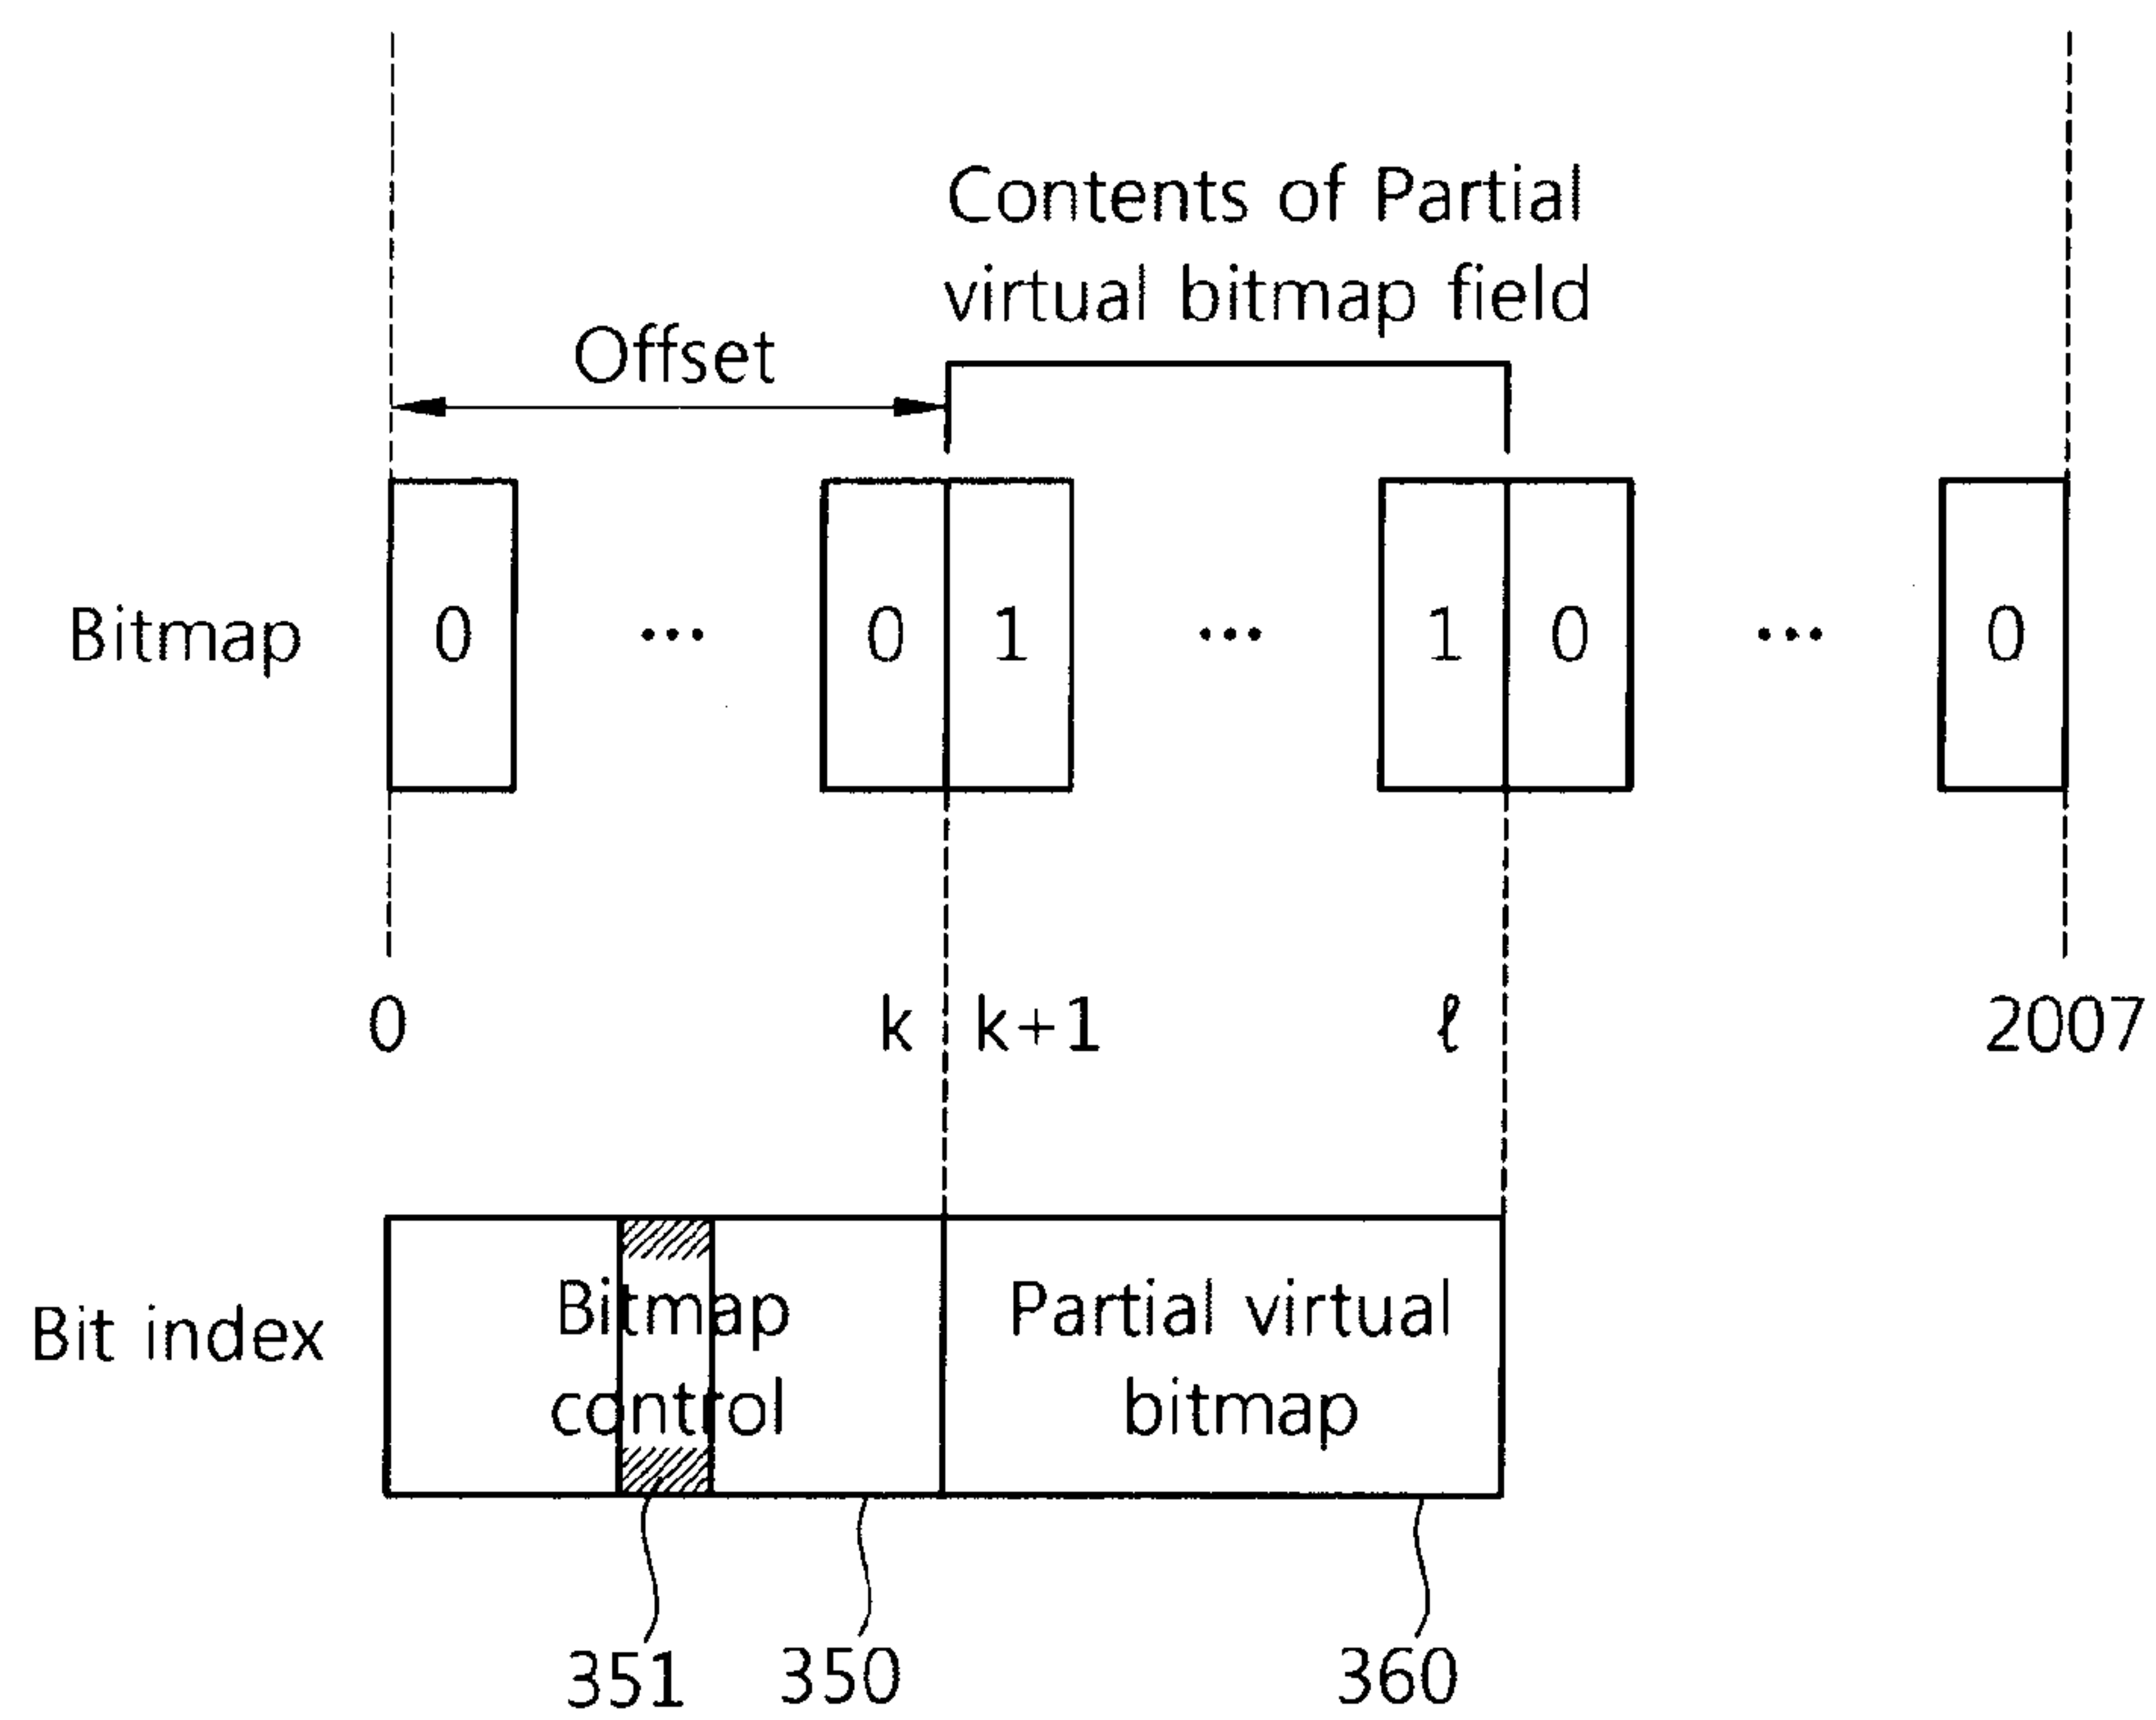 Contents of Partial
virtual bitmap field
Offset
Bitmap 0 ••• 0 1 ••• 1 0 ••• 0
0 k k+1 ℓ 2007
Bit index
Bitmap
control
Partial virtual
bitmap
351 350 360